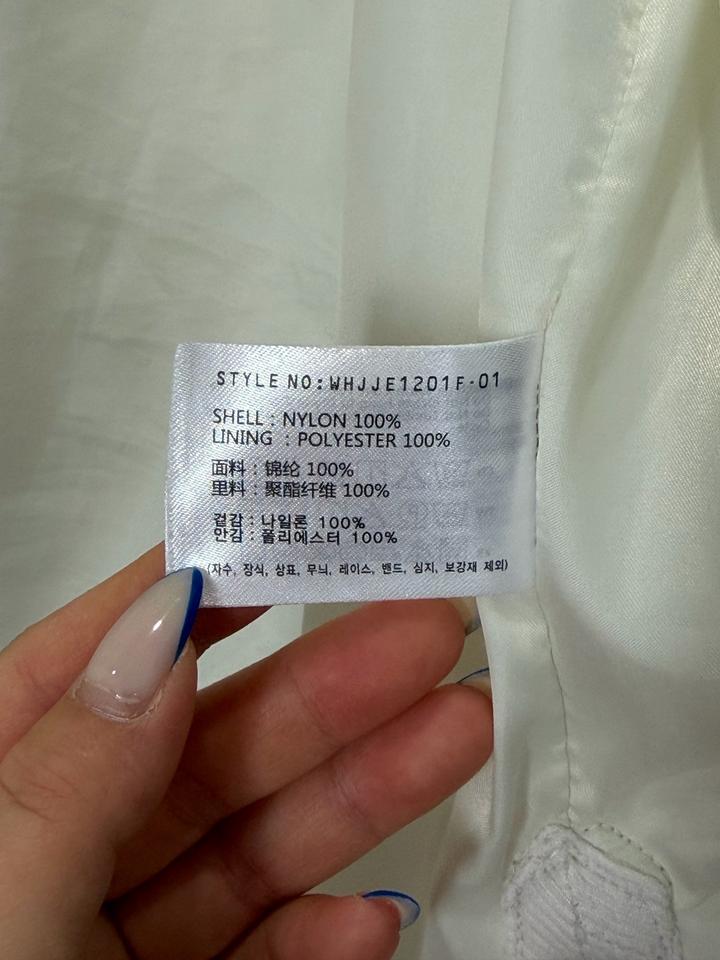 STYLE NO:WHJJE1201F-01
SHELL : NYLON 100%
LINING : POLYESTER 100%
面料 : 锦纶 100%
里料 : 聚酯纤维 100%
겉감 : 나일론 100%
안감 : 폴리에스터 100%
(자수, 장식, 상표, 무늬, 레이스, 밴드, 심지, 보강재 제외)